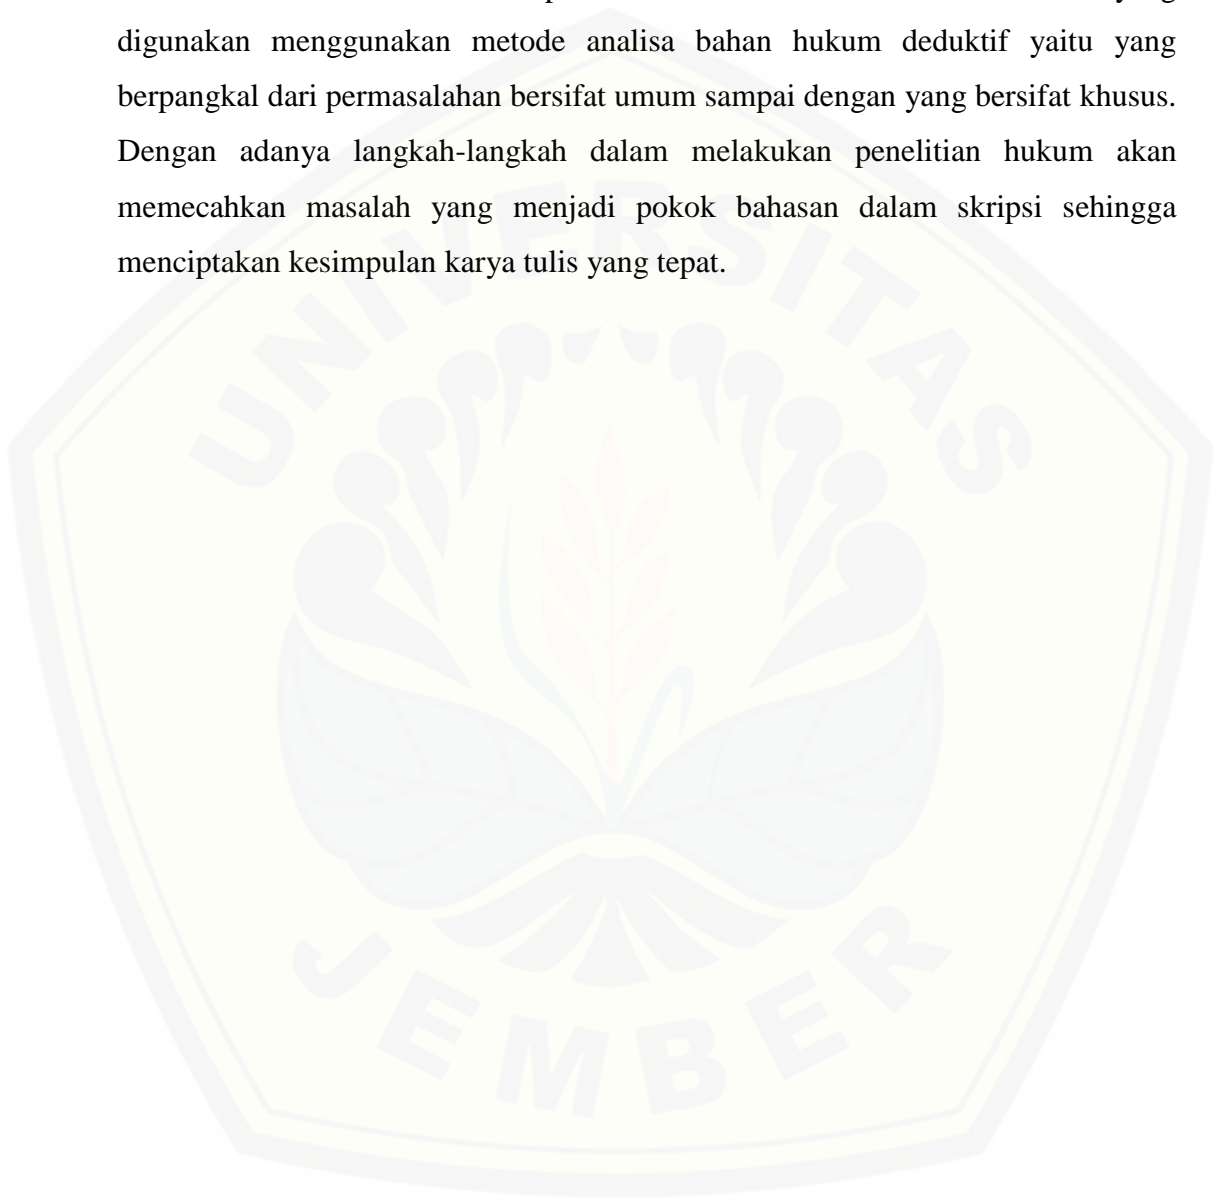 digunakan menggunakan metode analisa bahan hukum deduktif yaitu yang
berpangkal dari permasalahan bersifat umum sampai dengan yang bersifat khusus.
Dengan adanya langkah-langkah dalam melakukan penelitian hukum akan
memecahkan masalah yang menjadi pokok bahasan dalam skripsi sehingga
menciptakan kesimpulan karya tulis yang tepat.
UNIVERSITAS
JEMBER